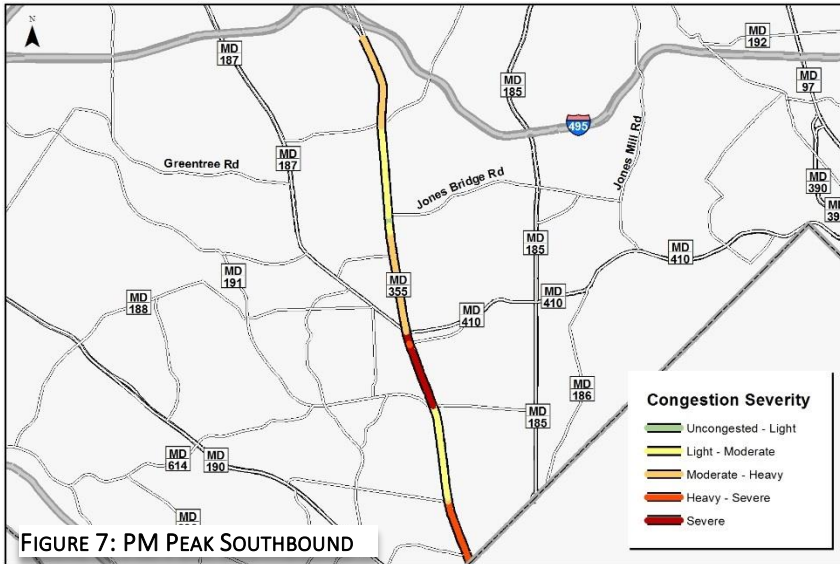 N
MD
192
MD
187
MD
185
MD
97
495
Jones Mill Rd
MD
187
Greentree Rd
Jones Bridge Rd
MD
390
MD
185
MD
410
MD
191
MD
355
MD
188
MD
410
MD
410
MD
186
MD
185
MD
614
MD
190
Congestion Severity
Uncongested - Light
Light - Moderate
Moderate - Heavy
Heavy - Severe
Severe
FIGURE 7: PM PEAK SOUTHBOUND